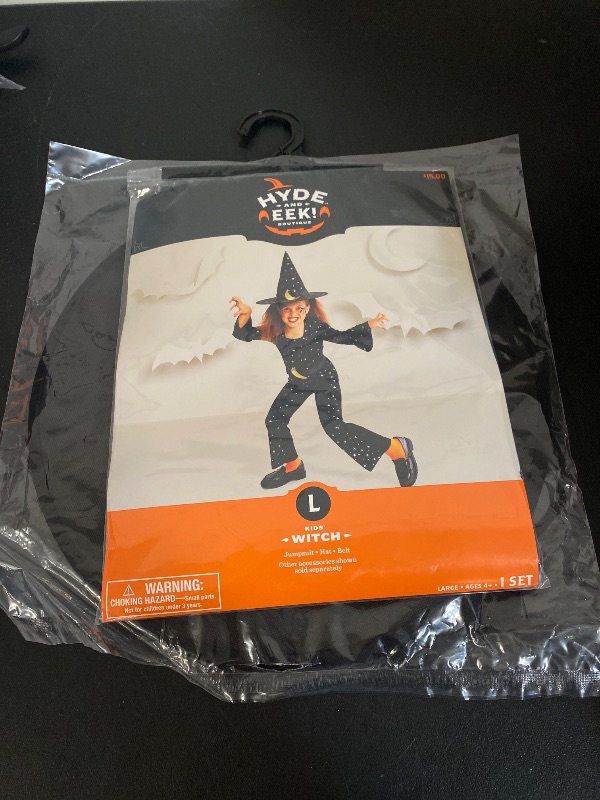 $15.00
HYDE
AND
EEK!
BOUTIQUE
L
KIDS'
WITCH
Jumpsuit • Hat • Belt
Other accessories shown
sold separately
WARNING:
CHOKING HAZARD—Small parts.
Not for children under 3 years.
LARGE • AGES 4+ • 1 SET